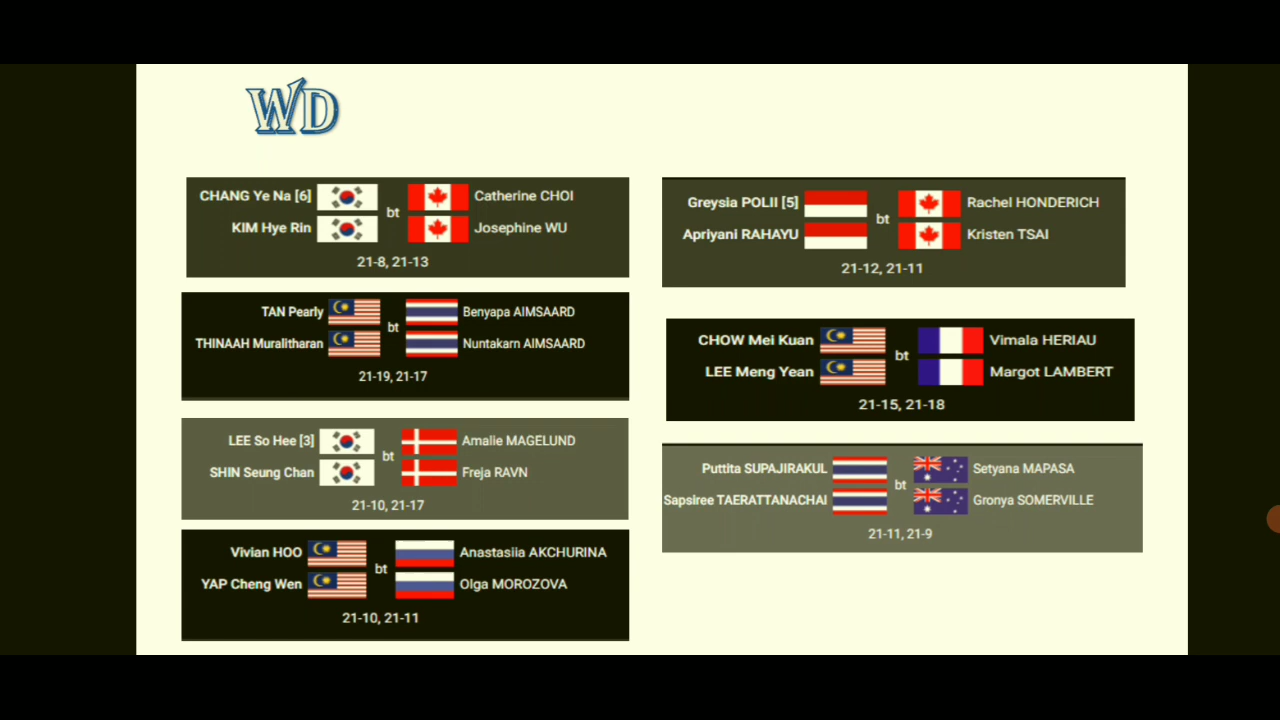 WD
CHANG Ye Na [6] bt Catherine CHOI
KIM Hye Rin Josephine WU
21-8, 21-13
TAN Pearly bt Benyapa AIMSAARD
THINAAH Muralitharan Nuntakarn AIMSAARD
21-19, 21-17
LEE So Hee [3] bt Amalie MAGELUND
SHIN Seung Chan Freja RAVN
21-10, 21-17
Vivian HOO bt Anastasiia AKCHURINA
YAP Cheng Wen Olga MOROZOVA
21-10, 21-11
Greysia POLII [5] bt Rachel HONDERICH
Apriyani RAHAYU Kristen TSAI
21-12, 21-11
CHOW Mei Kuan bt Vimala HERIAU
LEE Meng Yean Margot LAMBERT
21-15, 21-18
Puttita SUPAJIRAKUL bt Setyana MAPASA
Sapsiree TAERATTANACHAI Gronya SOMERVILLE
21-11, 21-9